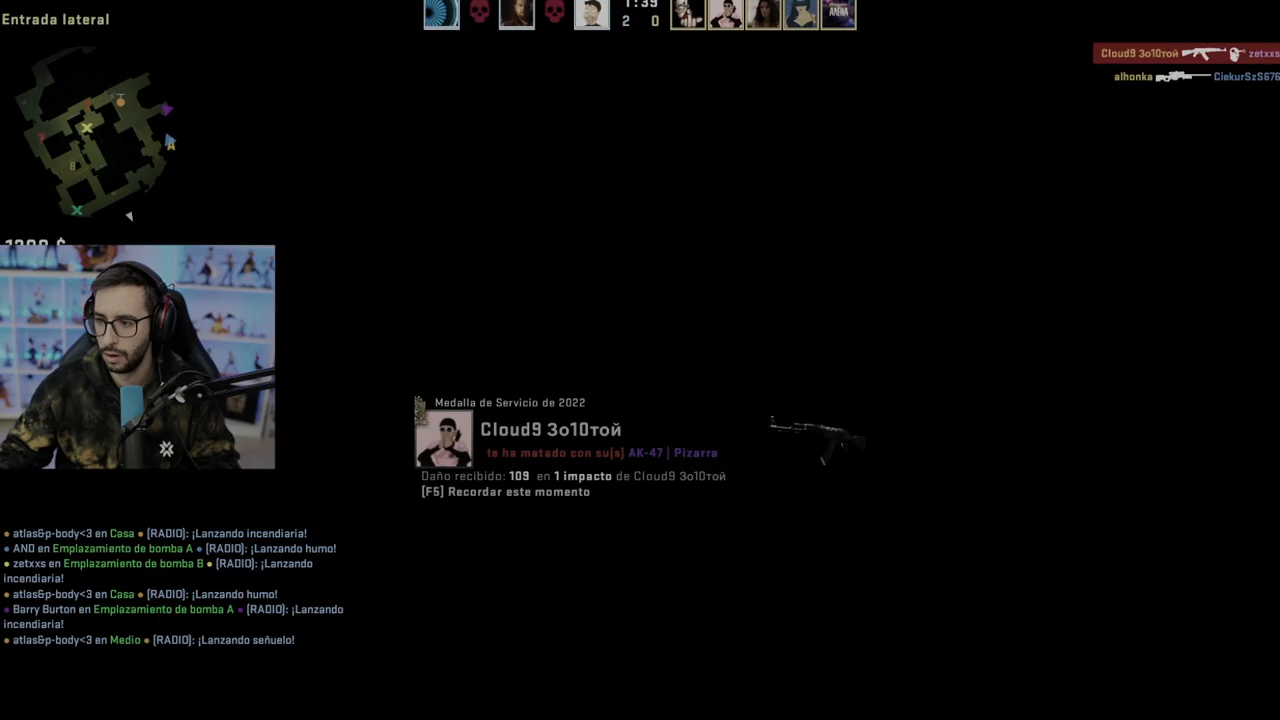 Entrada lateral
1:39
2 0
Cloud9 3o10тoй zetxxs
alhonka CiekurSzS676
A
B
Medalla de Servicio de 2022
Cloud9 3o10тoй
te ha matado con su(s) AK-47 | Pizarra
Daño recibido: 109 en 1 impacto de Cloud9 3o10тoй
[F5] Recordar este momento
• atlas&p-body<3 en Casa • (RADIO): ¡Lanzando incendiaria!
• AND en Emplazamiento de bomba A • (RADIO): ¡Lanzando humo!
• zetxxs en Emplazamiento de bomba B • (RADIO): ¡Lanzando
incendiaria!
• atlas&p-body<3 en Casa • (RADIO): ¡Lanzando humo!
• Barry Burton en Emplazamiento de bomba A • (RADIO): ¡Lanzando
incendiaria!
• atlas&p-body<3 en Medio • (RADIO): ¡Lanzando señuelo!